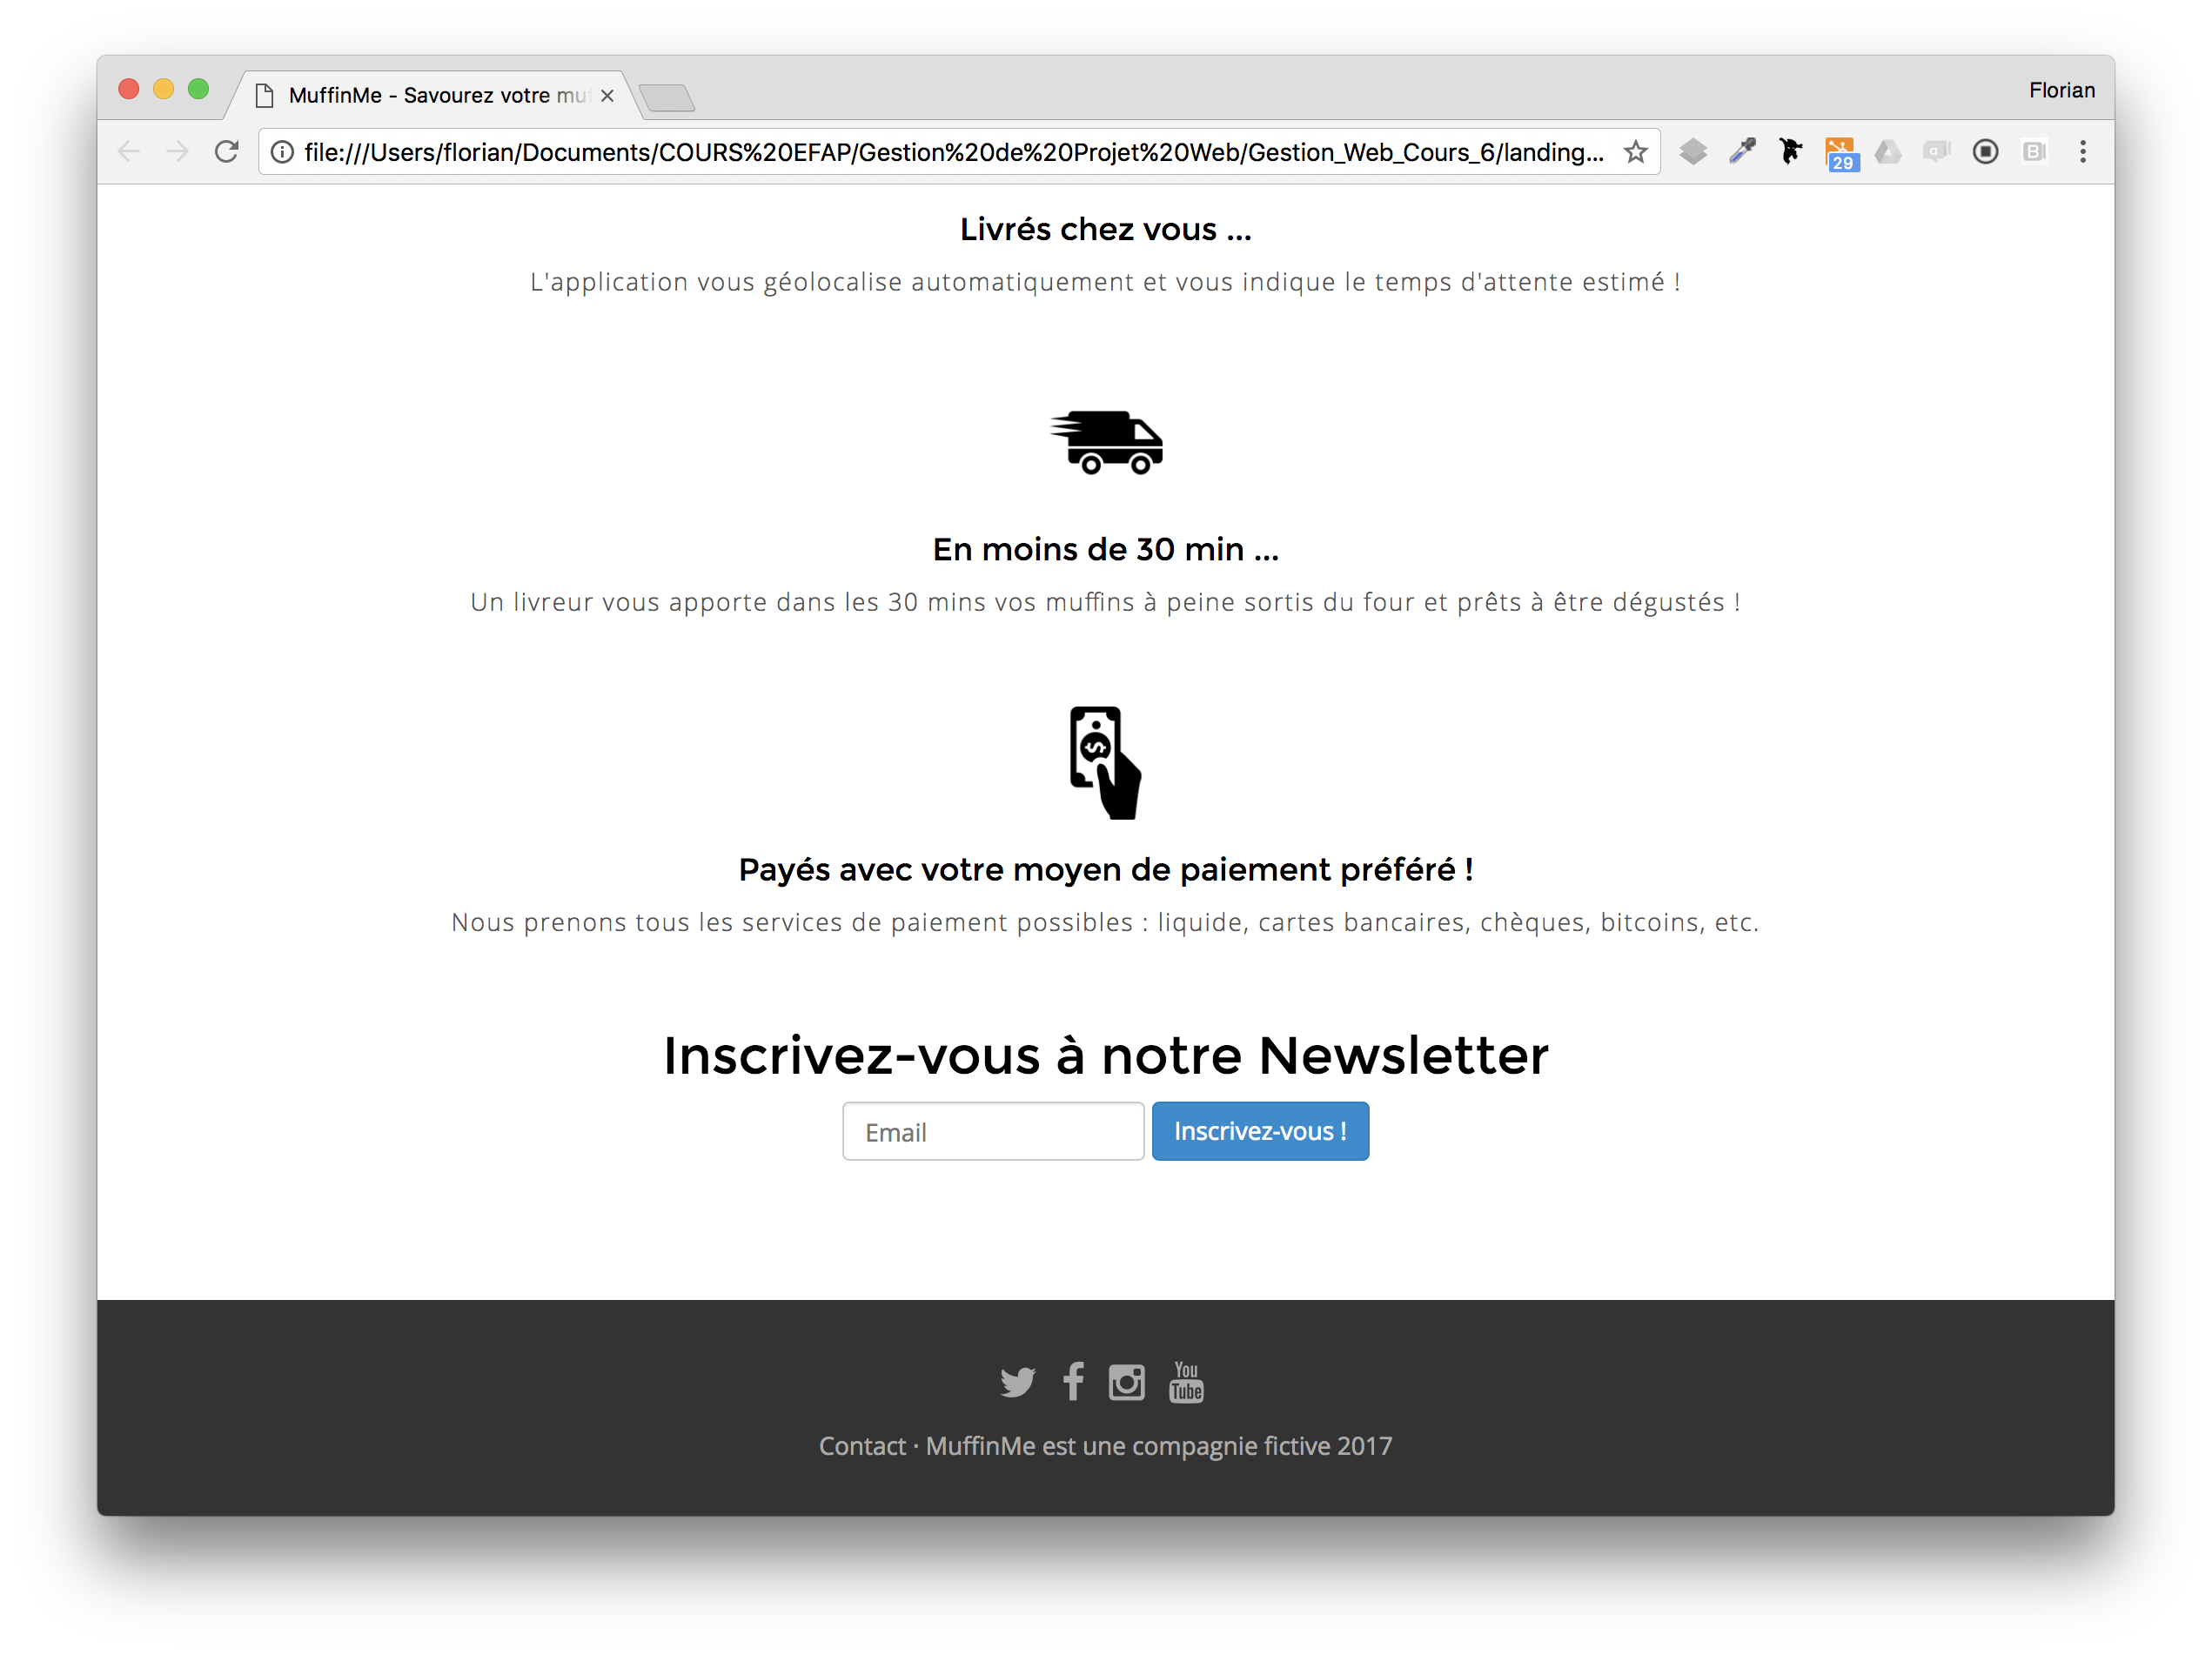 MuffinMe - Savourez votre mu
Florian
file:///Users/florian/Documents/COURS%20EFAP/Gestion%20de%20Projet%20Web/Gestion_Web_Cours_6/landing...
29
a
B
Livrés chez vous ...
L'application vous géolocalise automatiquement et vous indique le temps d'attente estimé !
En moins de 30 min ...
Un livreur vous apporte dans les 30 mins vos muffins à peine sortis du four et prêts à être dégustés !
$
Payés avec votre moyen de paiement préféré !
Nous prenons tous les services de paiement possibles : liquide, cartes bancaires, chèques, bitcoins, etc.
Inscrivez-vous à notre Newsletter
Email
Inscrivez-vous !
You
Tube
Contact · MuffinMe est une compagnie fictive 2017